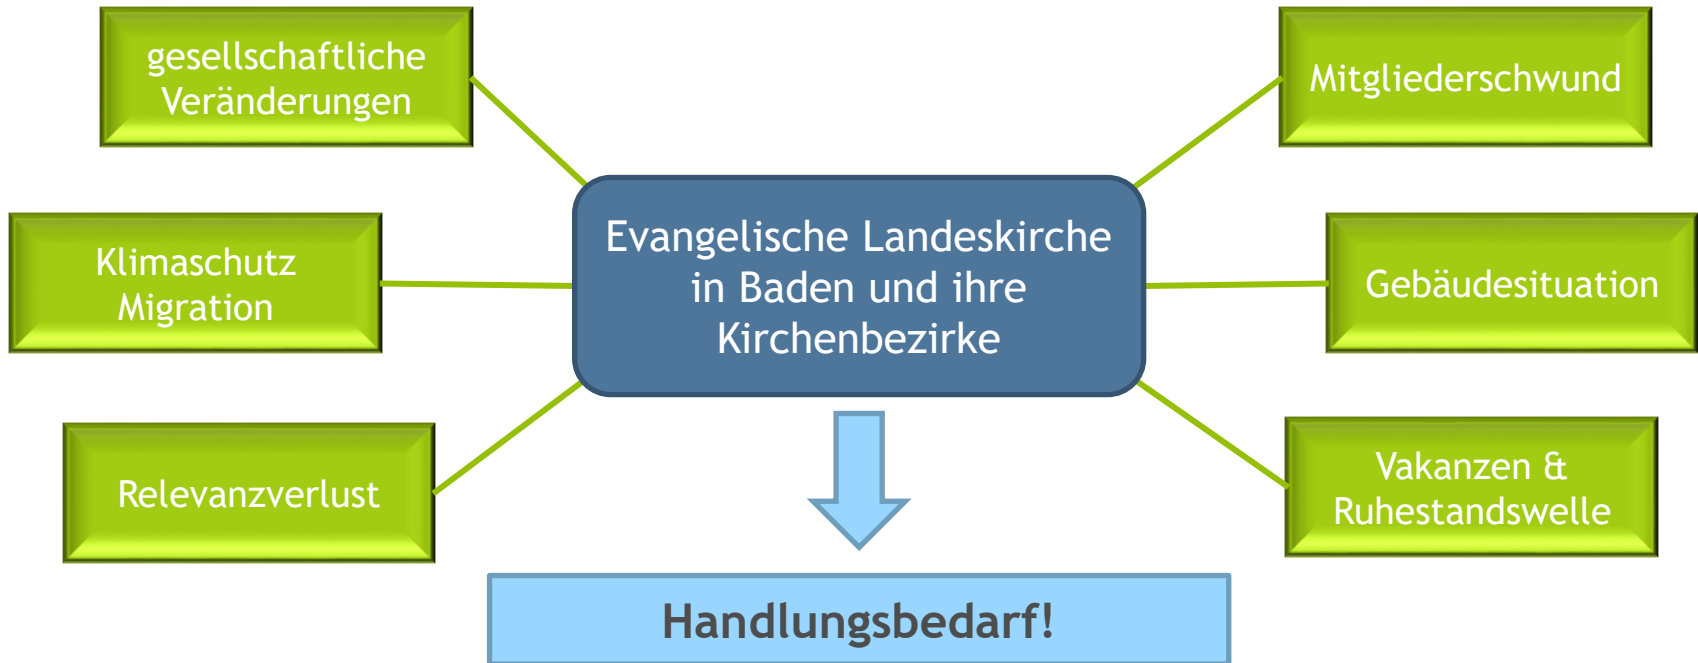 gesellschaftliche
Veränderungen
Mitgliederschwund
Klimaschutz
Migration
Evangelische Landeskirche
in Baden und ihre
Kirchenbezirke
Gebäudesituation
Relevanzverlust
Vakanzen &
Ruhestandswelle
Handlungsbedarf!